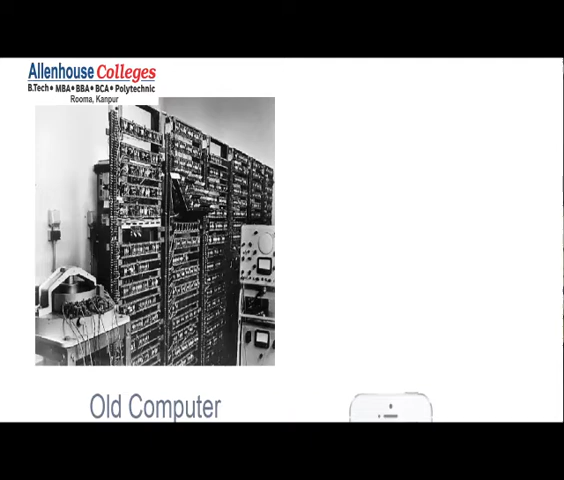 Allenhouse Colleges
B.Tech• MBA• BBA• BCA• Polytechnic
Rooma, Kanpur
Old Computer